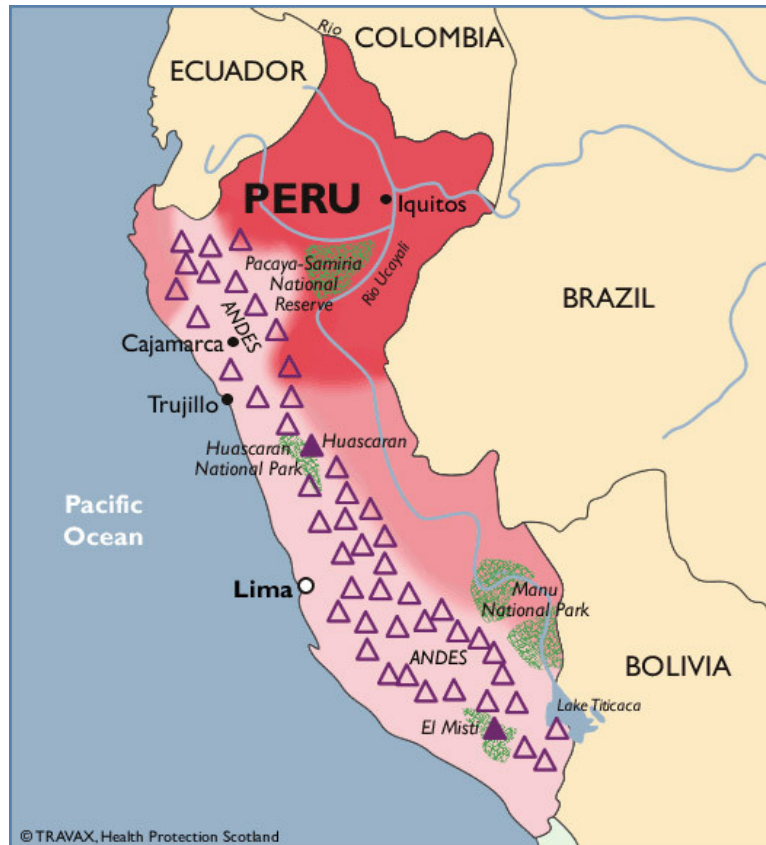 COLOMBIA
Rio
ECUADOR
PERU
Iquitos
Pacaya-Samiria
National
Reserve
Rio Ucayali
BRAZIL
ANDES
Cajamarca
Trujillo
Huascaran
Huascaran
National Park
Pacific
Ocean
Lima
Manu
National Park
ANDES
BOLIVIA
Lake Titicaca
El Misti
© TRAVAX, Health Protection Scotland